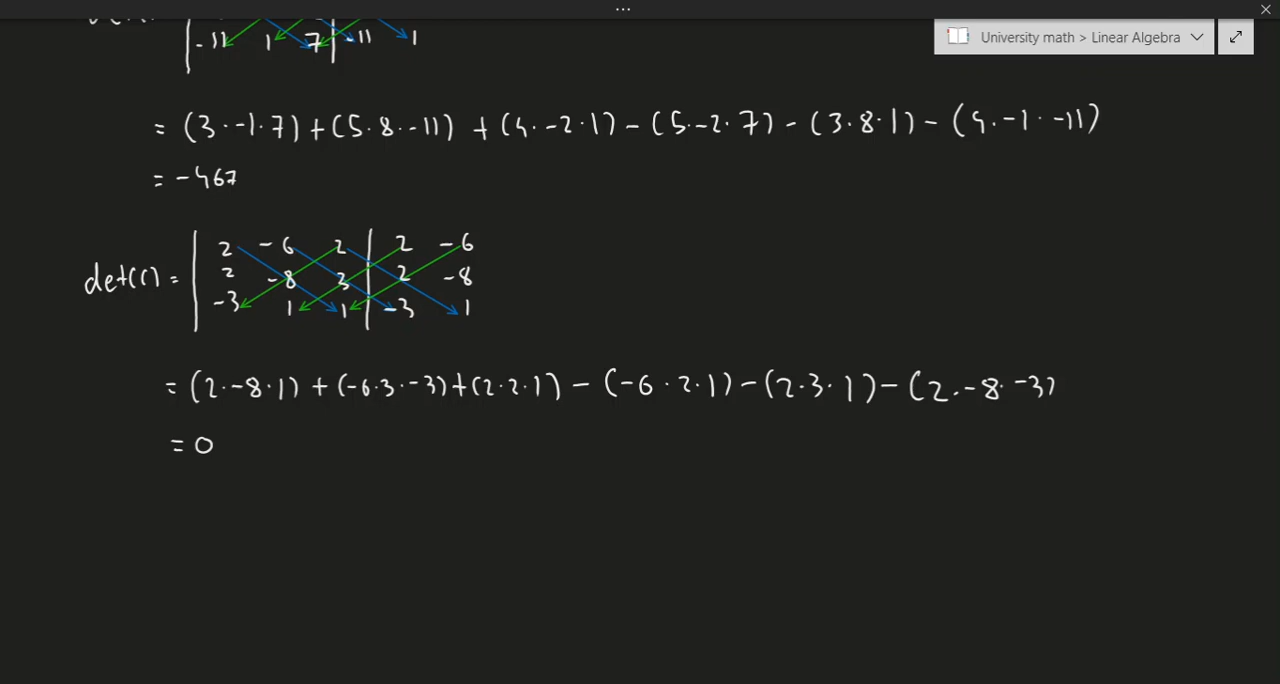 ...
University math > Linear Algebra
-11 1 7 -11 1
= (3·-1·7) + (5·8·-11) + (4·-2·1) - (5·-2·7) - (3·8·1) - (4·-1·-11)
= -467
2 -6 2 | 2 -6
det(C) = 2 -8 3 | 2 -8
-3 1 1 | -3 1
= (2·-8·1) + (-6·3·-3) + (2·2·1) - (-6·2·1) - (2·3·1) - (2·-8·-3)
= 0